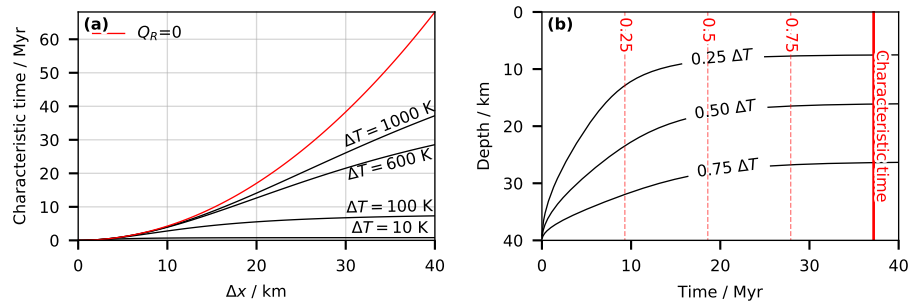 (a)
Q_R=0
ΔT = 1000 K
ΔT = 600 K
ΔT = 100 K
ΔT = 10 K
60
50
40
30
20
10
0
Characteristic time / Myr
0
10
20
30
40
Δx / km
(b)
0.25
0.5
0.75
Characteristic time
0.25 ΔT
0.50 ΔT
0.75 ΔT
0
10
20
30
40
Depth / km
0
10
20
30
40
Time / Myr